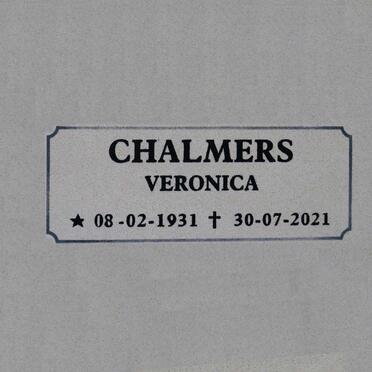 CHALMERS
VERONICA
★ 08-02-1931 ✝ 30-07-2021